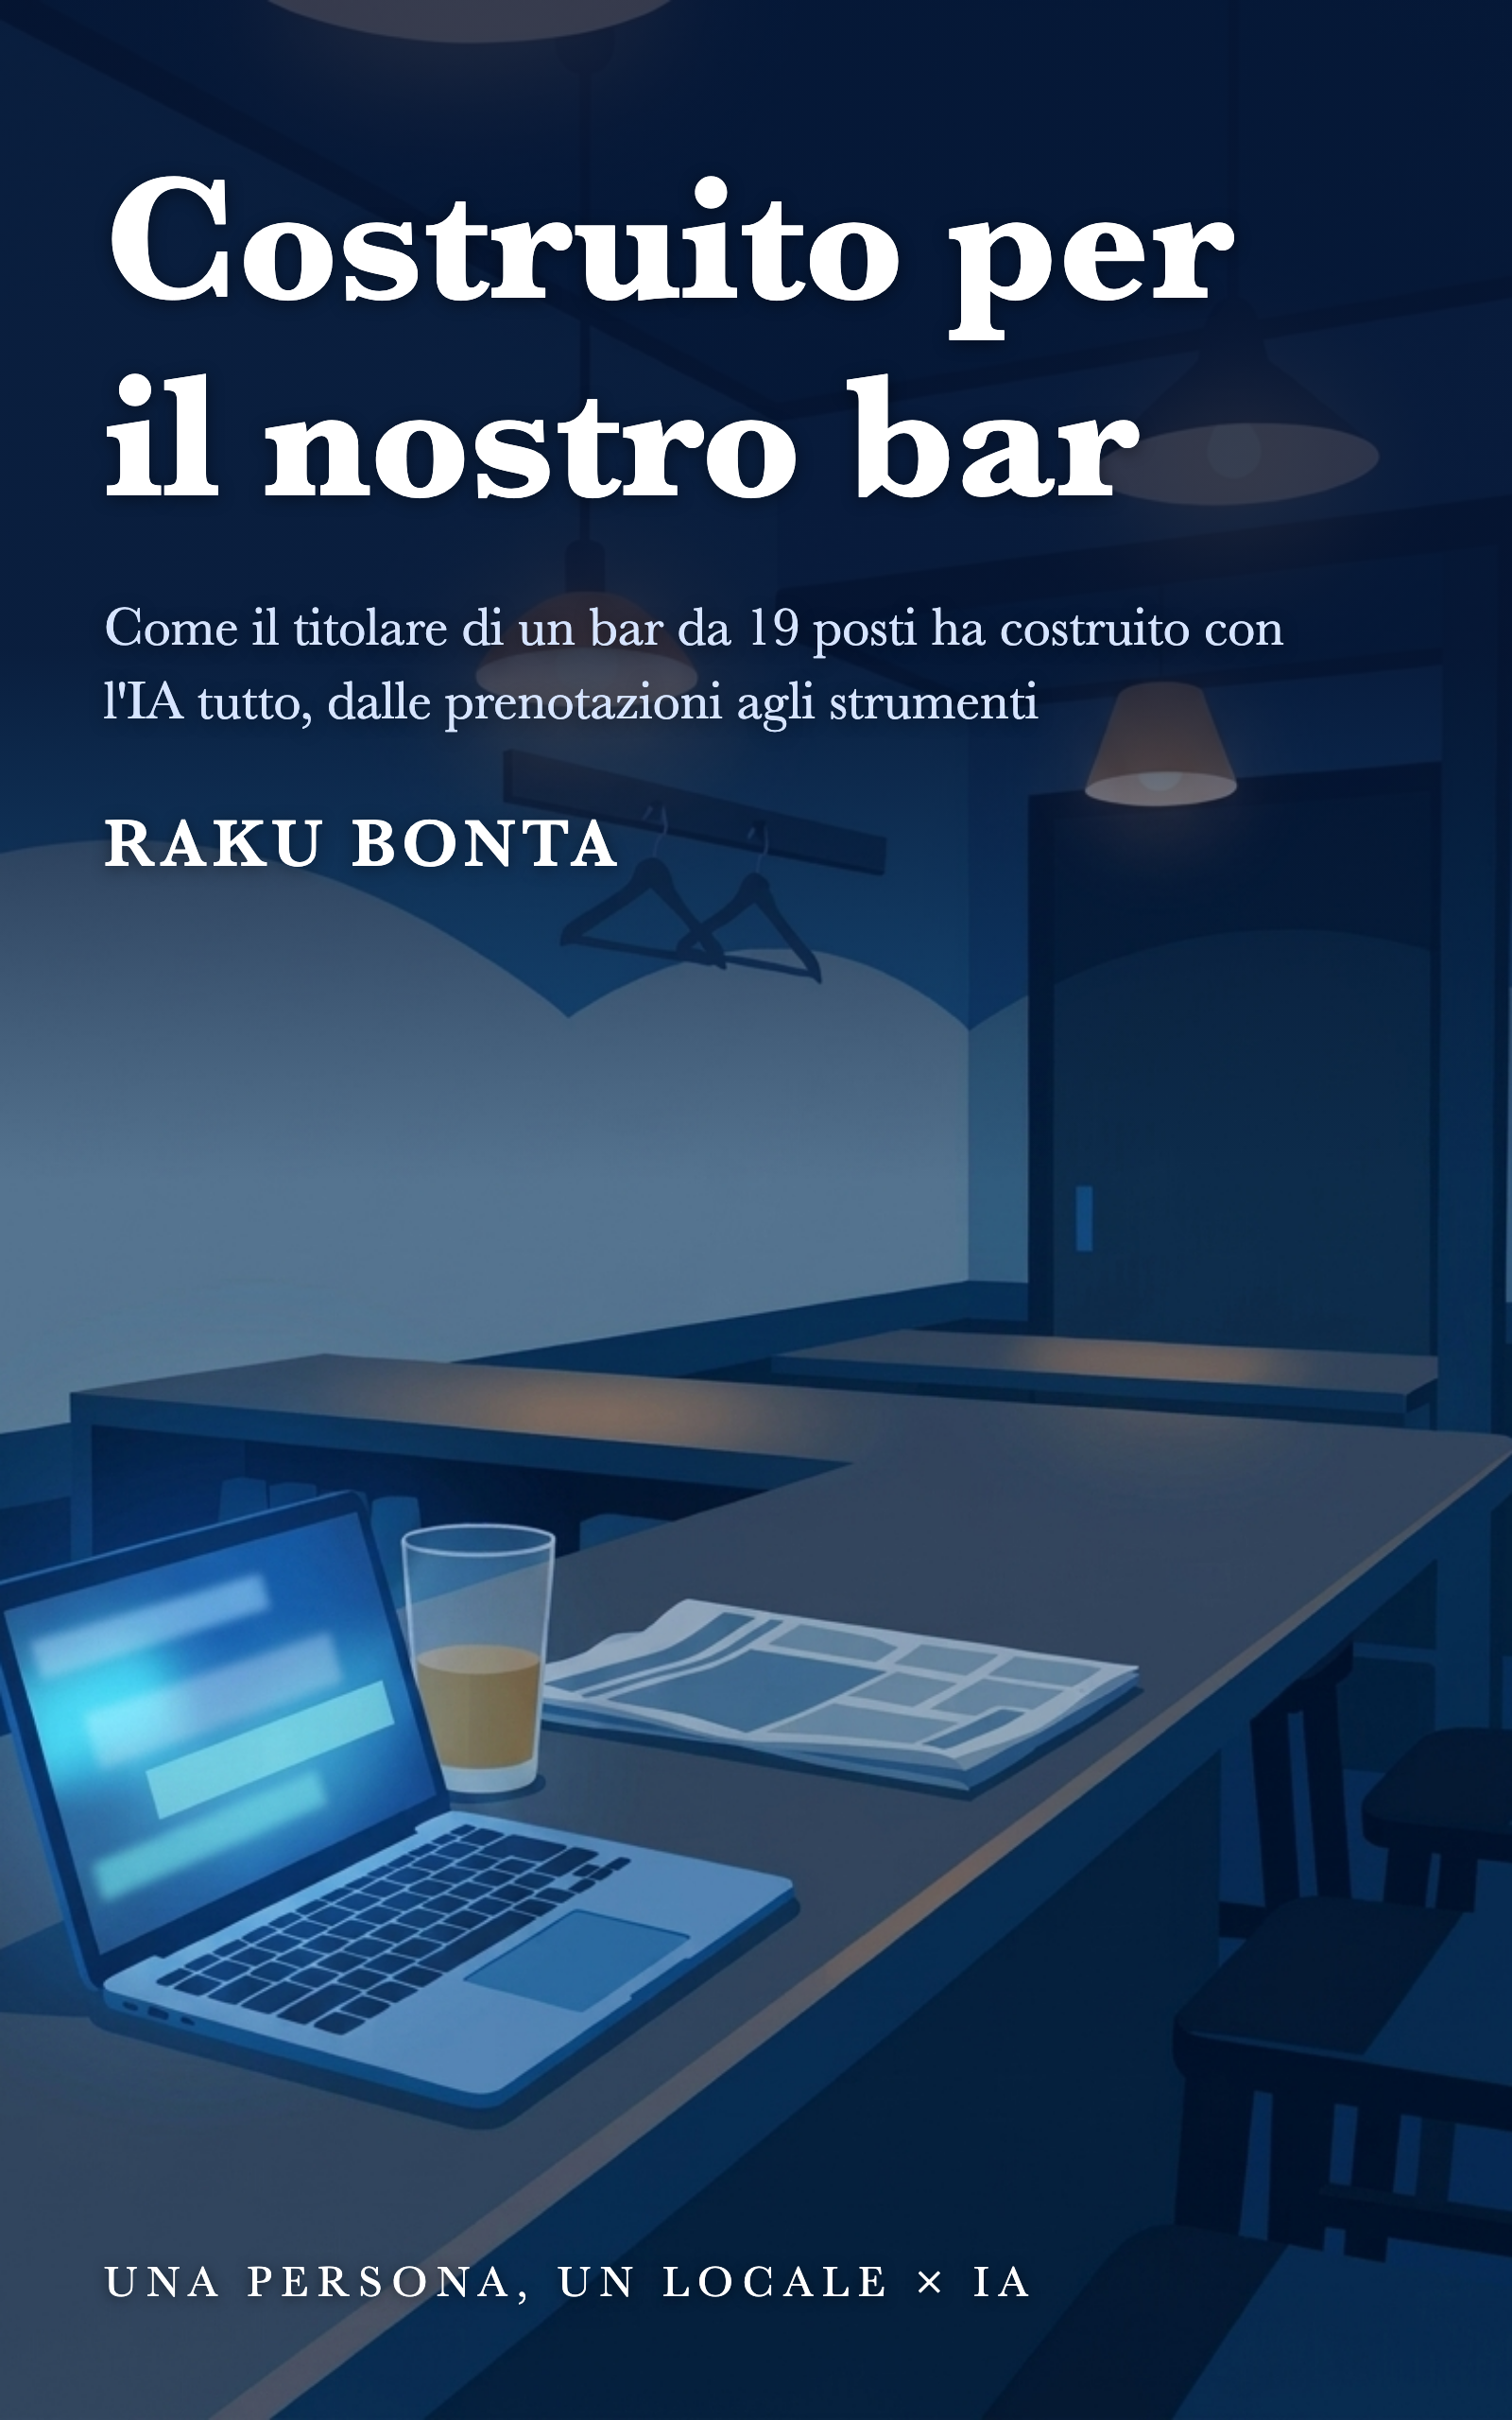 Costruito per
il nostro bar
Come il titolare di un bar da 19 posti ha costruito con
l'IA tutto, dalle prenotazioni agli strumenti
RAKU BONTA
UNA PERSONA, UN LOCALE × IA